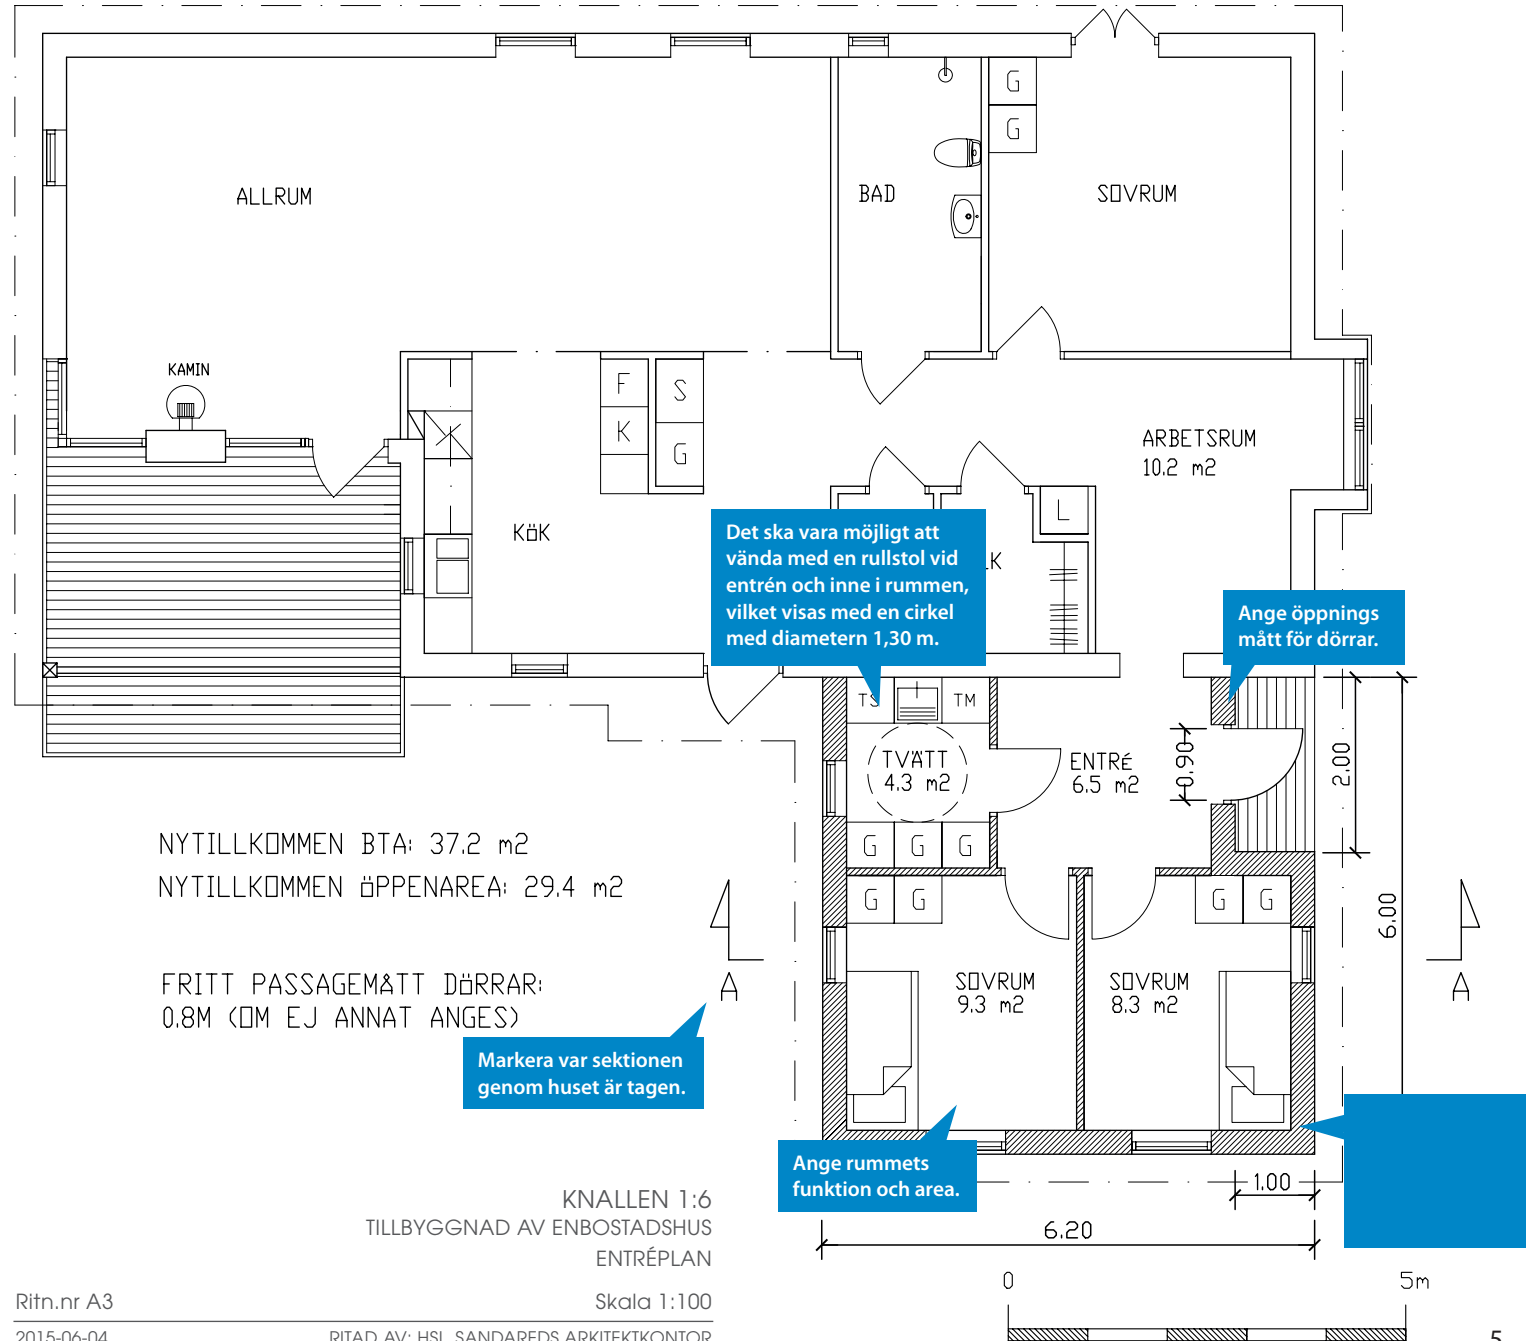 G
G
ALLRUM
BAD
SOVRUM
KAMIN
F
S
K
G
ARBETSRUM
10.2 m2
L
KÖK
Det ska vara möjligt att
vända med en rullstol vid
entrén och inne i rummen,
vilket visas med en cirkel
med diametern 1,30 m.
LK
Ange öppnings
mått för dörrar.
TS
TM
TVÄTT
4.3 m2
ENTRÉ
6.5 m2
0.90
2.00
NYTILLKOMMEN BTA: 37.2 m2
G G G
NYTILLKOMMEN ÖPPENAREA: 29.4 m2
G G
G G
6.00
FRITT PASSAGEMÅTT DÖRRAR:
0.8M (OM EJ ANNAT ANGES)
A
SOVRUM
9.3 m2
SOVRUM
8.3 m2
A
Markera var sektionen
genom huset är tagen.
Ange rummets
funktion och area.
1.00
6.20
KNALLEN 1:6
TILLBYGGNAD AV ENBOSTADSHUS
ENTRÉPLAN
0 5m
Ritn.nr A3 Skala 1:100
2015-06-04 RITAD AV: HSL SANDAREDS ARKITEKTKONTOR
5